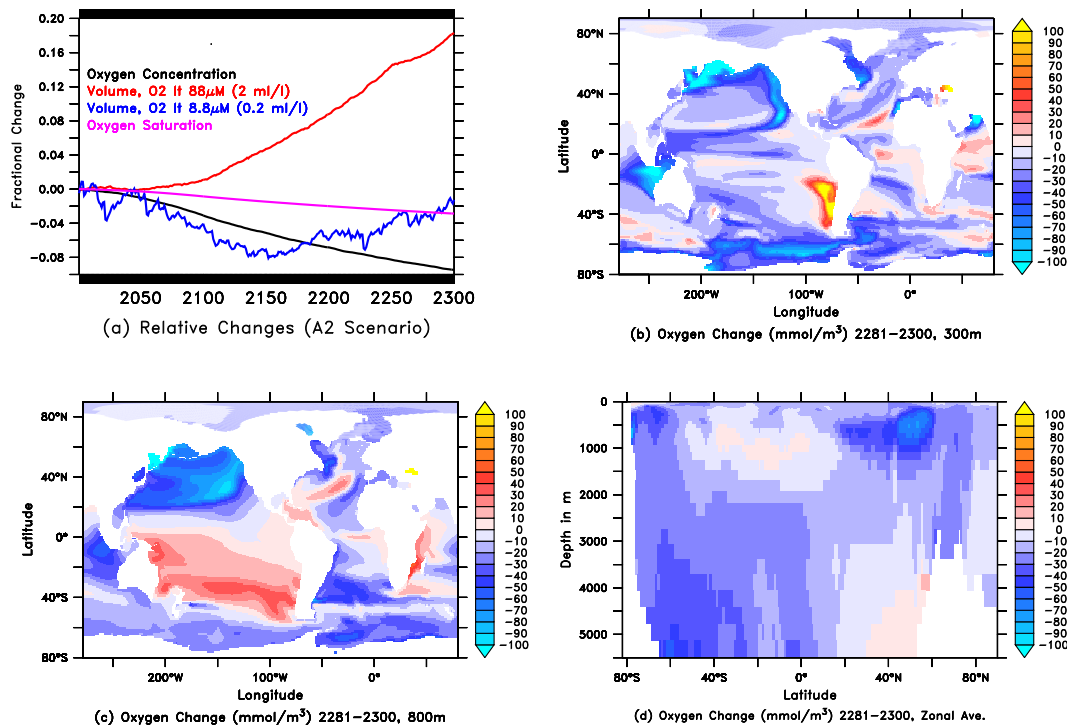 0.20
0.16
0.12
0.08
0.04
0.00
−0.04
−0.08
Fractional Change
Oxygen Concentration
Volume, O2 lt 88μM (2 ml/l)
Volume, O2 lt 8.8μM (0.2 ml/l)
Oxygen Saturation
2050 2100 2150 2200 2250 2300
(a) Relative Changes (A2 Scenario)
80°N
40°N
0°
40°S
80°S
Latitude
200°W 100°W 0°
Longitude
100
90
80
70
60
50
40
30
20
10
0
−10
−20
−30
−40
−50
−60
−70
−80
−90
−100
(b) Oxygen Change (mmol/m³) 2281−2300, 300m
80°N
40°N
0°
40°S
80°S
Latitude
200°W 100°W 0°
Longitude
100
90
80
70
60
50
40
30
20
10
0
−10
−20
−30
−40
−50
−60
−70
−80
−90
−100
(c) Oxygen Change (mmol/m³) 2281−2300, 800m
0
1000
2000
3000
4000
5000
Depth in m
80°S 40°S 0° 40°N 80°N
Latitude
100
90
80
70
60
50
40
30
20
10
0
−10
−20
−30
−40
−50
−60
−70
−80
−90
−100
(d) Oxygen Change (mmol/m³) 2281−2300, Zonal Ave.